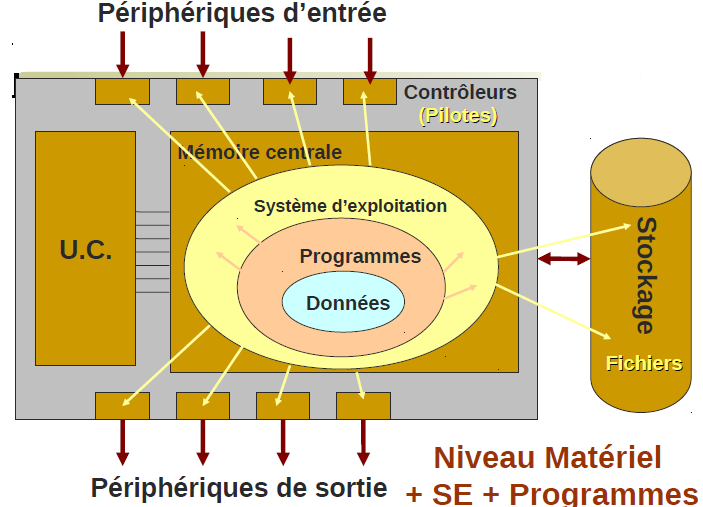 Périphériques d'entrée
Contrôleurs
(Pilotes)
Mémoire centrale
Système d'exploitation
U.C.
Programmes
Données
Stockage
Fichiers
Périphériques de sortie
Niveau Matériel
+ SE + Programmes